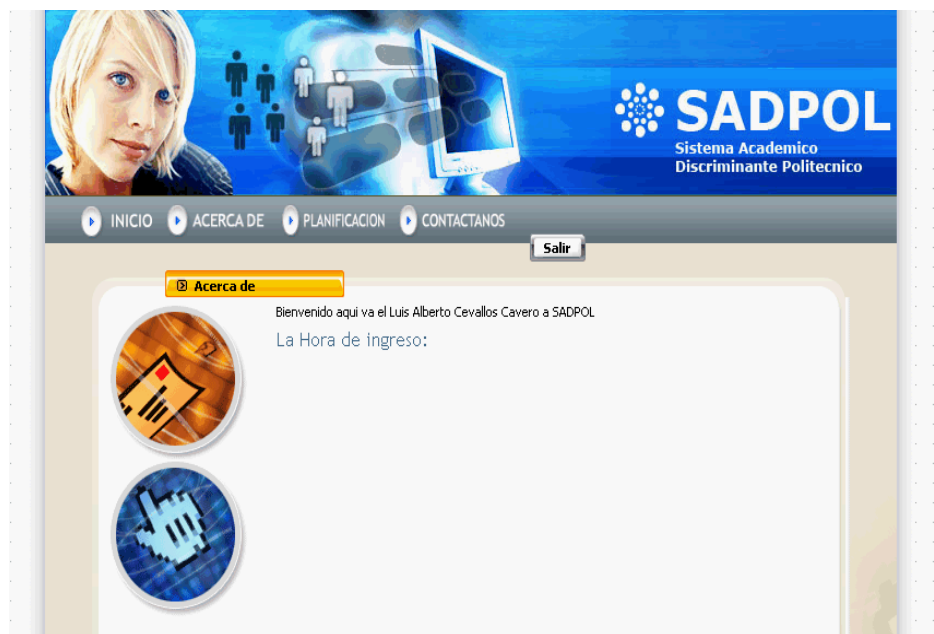 SADPOL
Sistema Academico
Discriminante Politecnico
INICIO ACERCA DE PLANIFICACION CONTACTANOS
Salir
Acerca de
Bienvenido aqui va el Luis Alberto Cevallos Cavero a SADPOL
La Hora de ingreso: